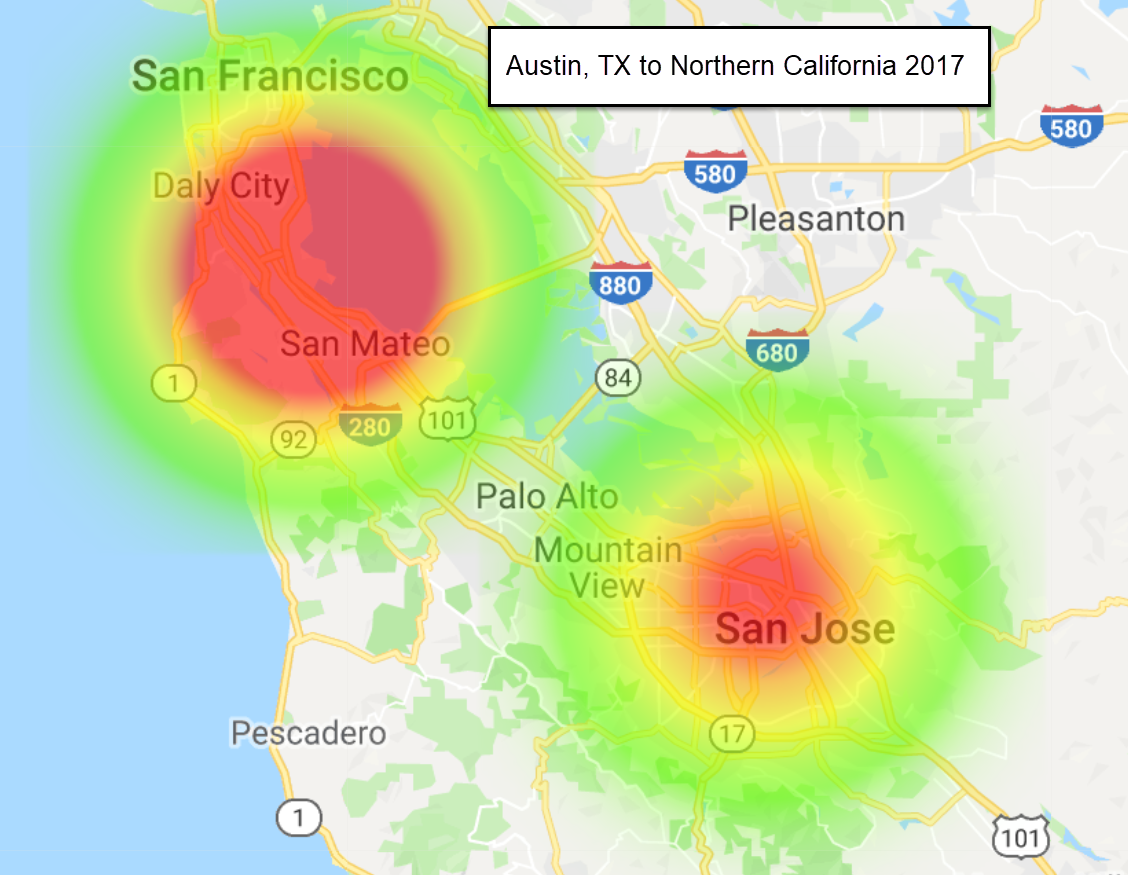 Austin, TX to Northern California 2017
San Francisco
580
580
Daly City
Pleasanton
880
San Mateo
680
1
84
92
280
101
Palo Alto
Mountain
View
San Jose
Pescadero
17
1
101